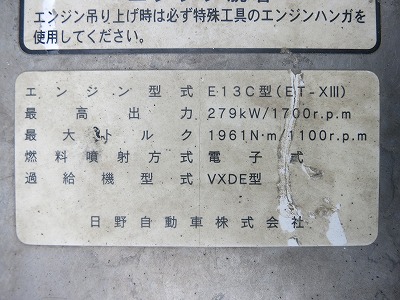 エンジン吊り上げ時は必ず特殊工具のエンジンハンガを
使用してください。
エンジン型式 E13C型(ET-XIII)
最高出力 279kW/1700r.p.m
最大トルク 1961N·m/1100r.p.m
燃料噴射方式 電子式
過給機型式 VXDE型
日野自動車株式会社